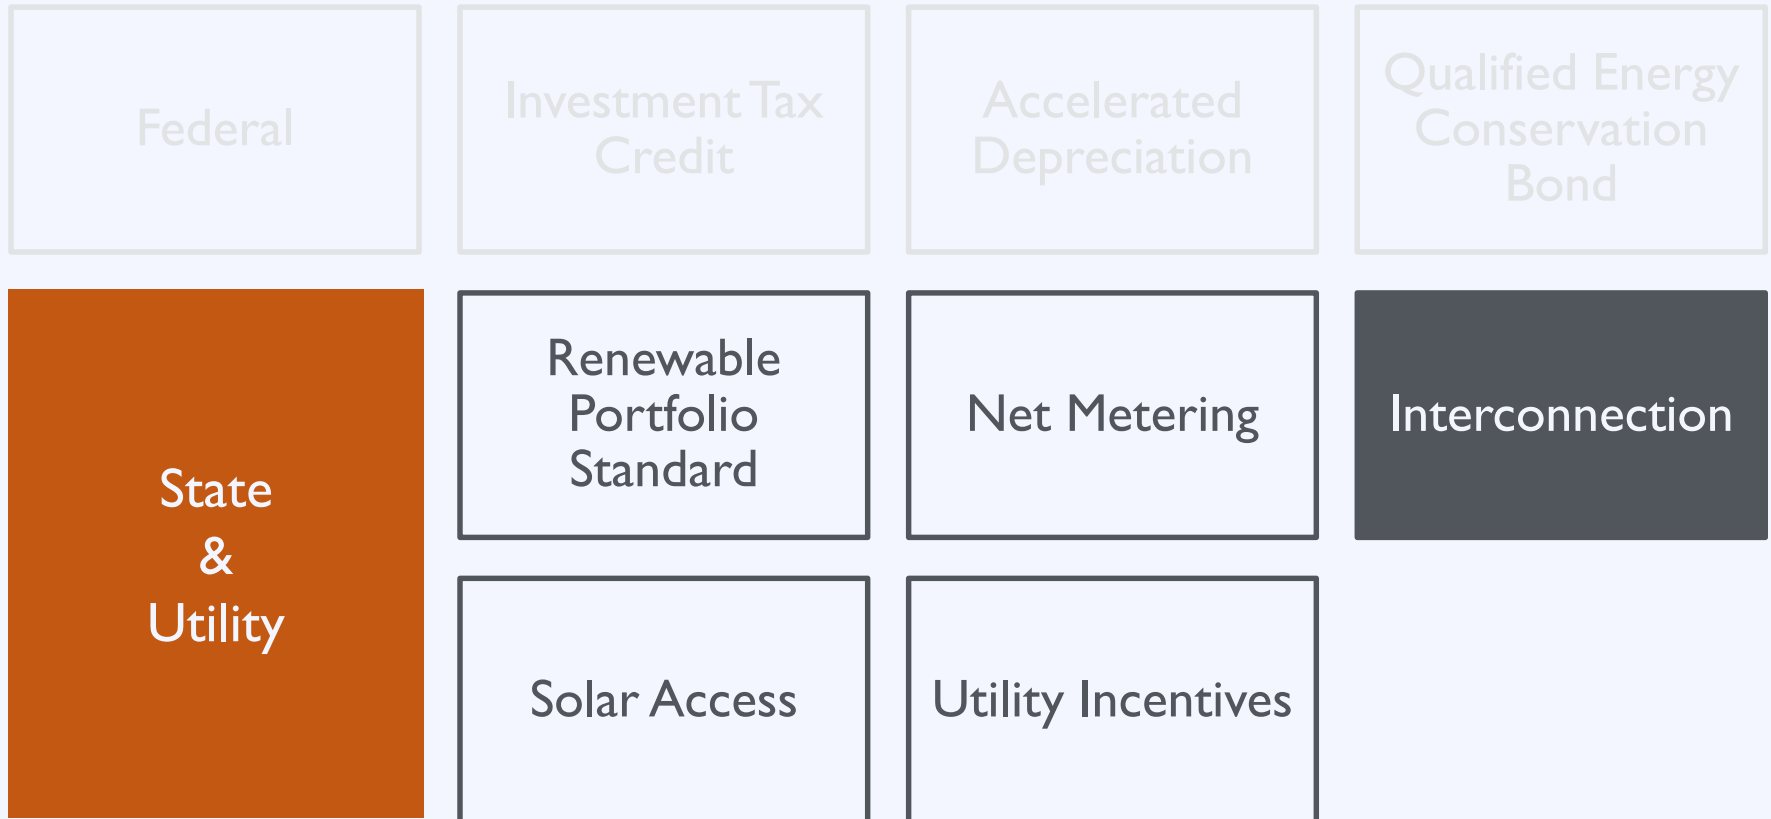 Federal
Investment Tax
Credit
Accelerated
Depreciation
Qualified Energy
Conservation
Bond
State
&
Utility
Renewable
Portfolio
Standard
Net Metering
Interconnection
Solar Access
Utility Incentives